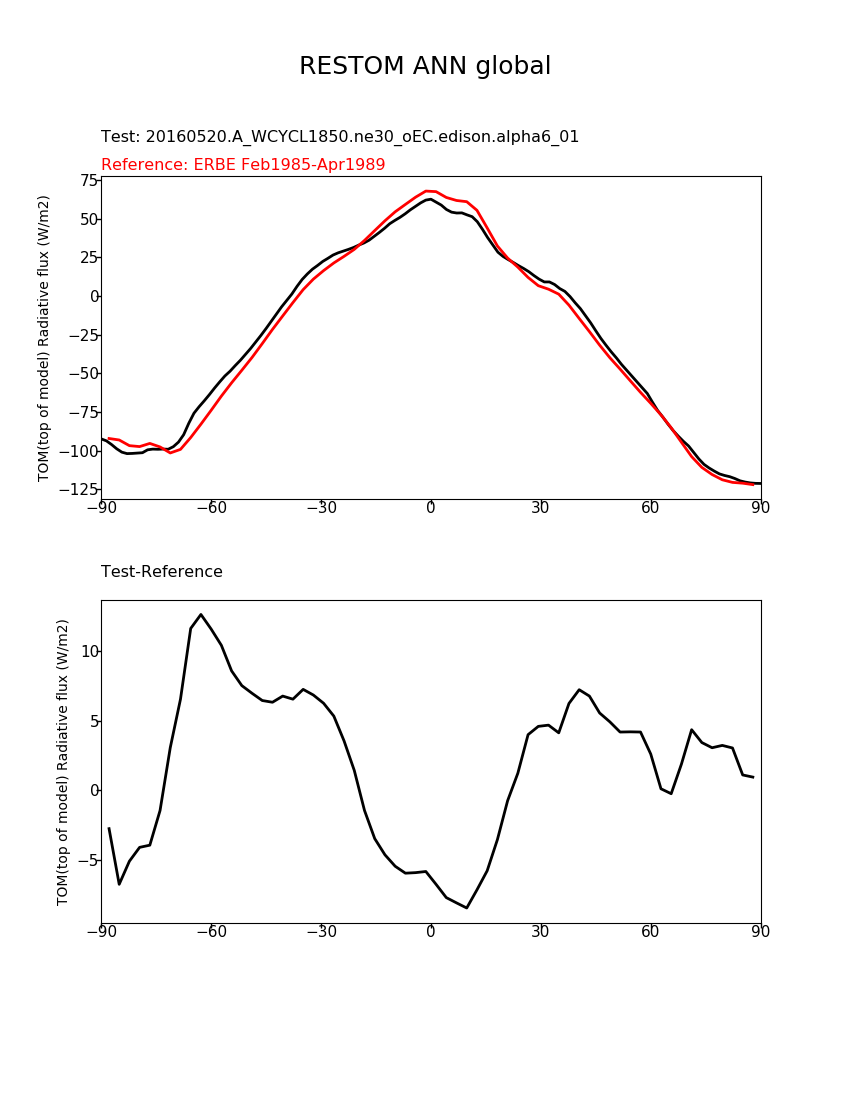 RESTOM ANN global
Test: 20160520.A_WCYCL1850.ne30_oEC.edison.alpha6_01
Reference: ERBE Feb1985-Apr1989
TOM(top of model) Radiative flux (W/m2)
75
50
25
0
−25
−50
−75
−100
−125
−90 −60 −30 0 30 60 90
Test-Reference
TOM(top of model) Radiative flux (W/m2)
10
5
0
−5
−90 −60 −30 0 30 60 90